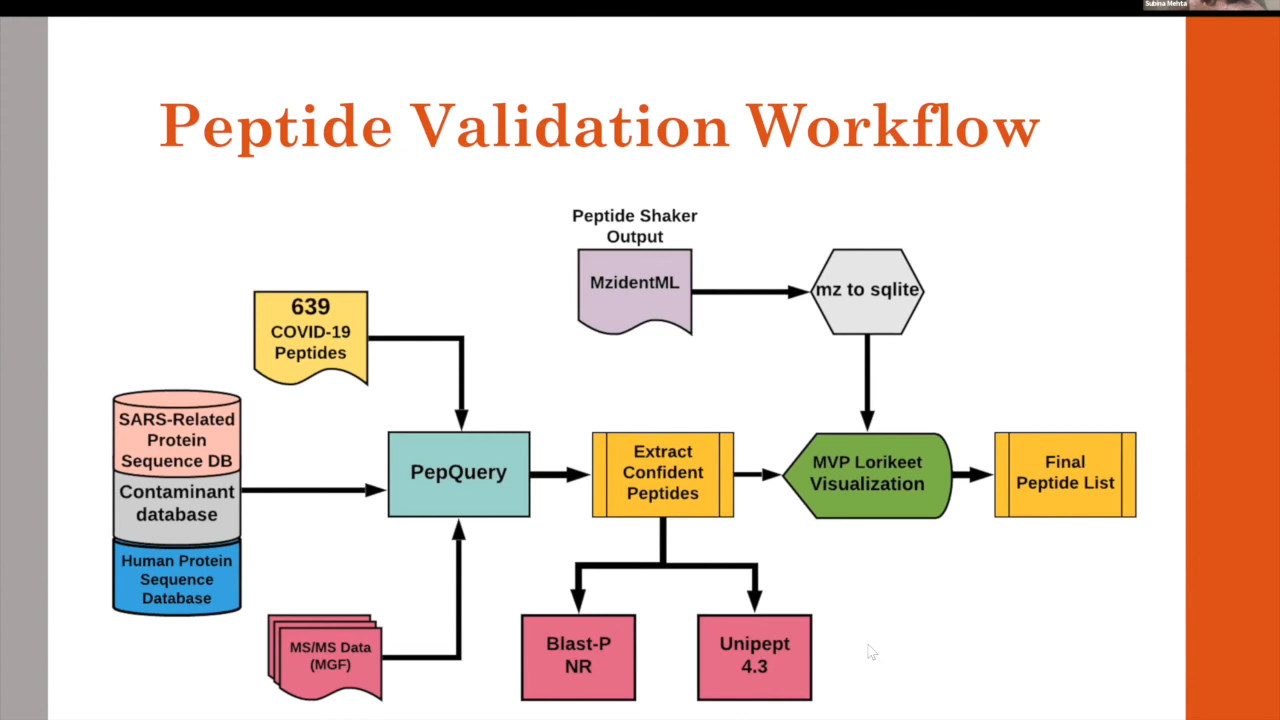 Subina Mehta
Peptide Validation Workflow
Peptide Shaker
Output
MzidentML
mz to sqlite
639
COVID-19
Peptides
SARS-Related
Protein
Sequence DB
Contaminant
database
Human Protein
Sequence
Database
PepQuery
Extract
Confident
Peptides
MVP Lorikeet
Visualization
Final
Peptide List
MS/MS Data
(MGF)
Blast-P
NR
Unipept
4.3